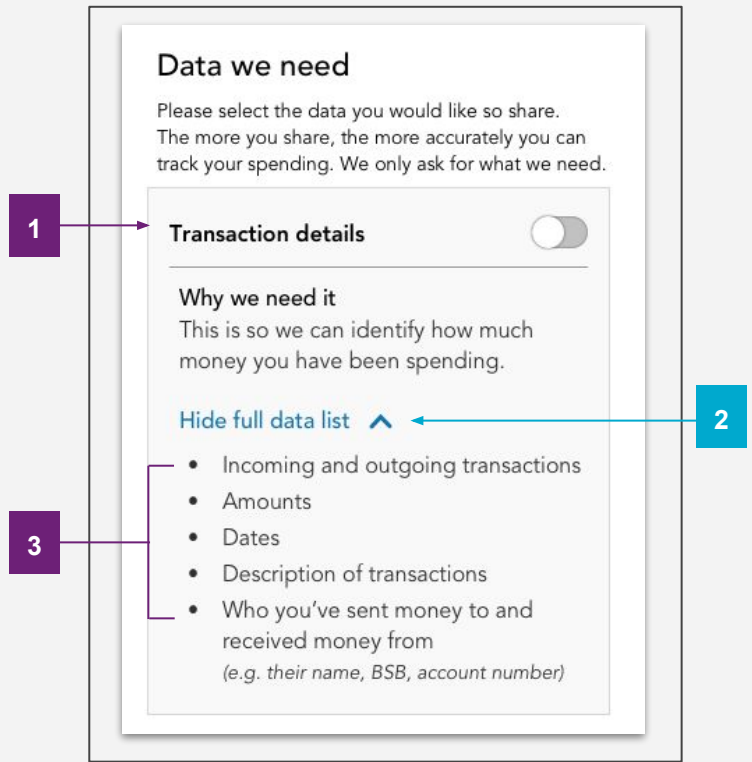 Data we need
Please select the data you would like so share.
The more you share, the more accurately you can
track your spending. We only ask for what we need.
1
Transaction details
Why we need it
This is so we can identify how much
money you have been spending.
Hide full data list
2
• Incoming and outgoing transactions
• Amounts
• Dates
3
• Description of transactions
• Who you've sent money to and
received money from
(e.g. their name, BSB, account number)